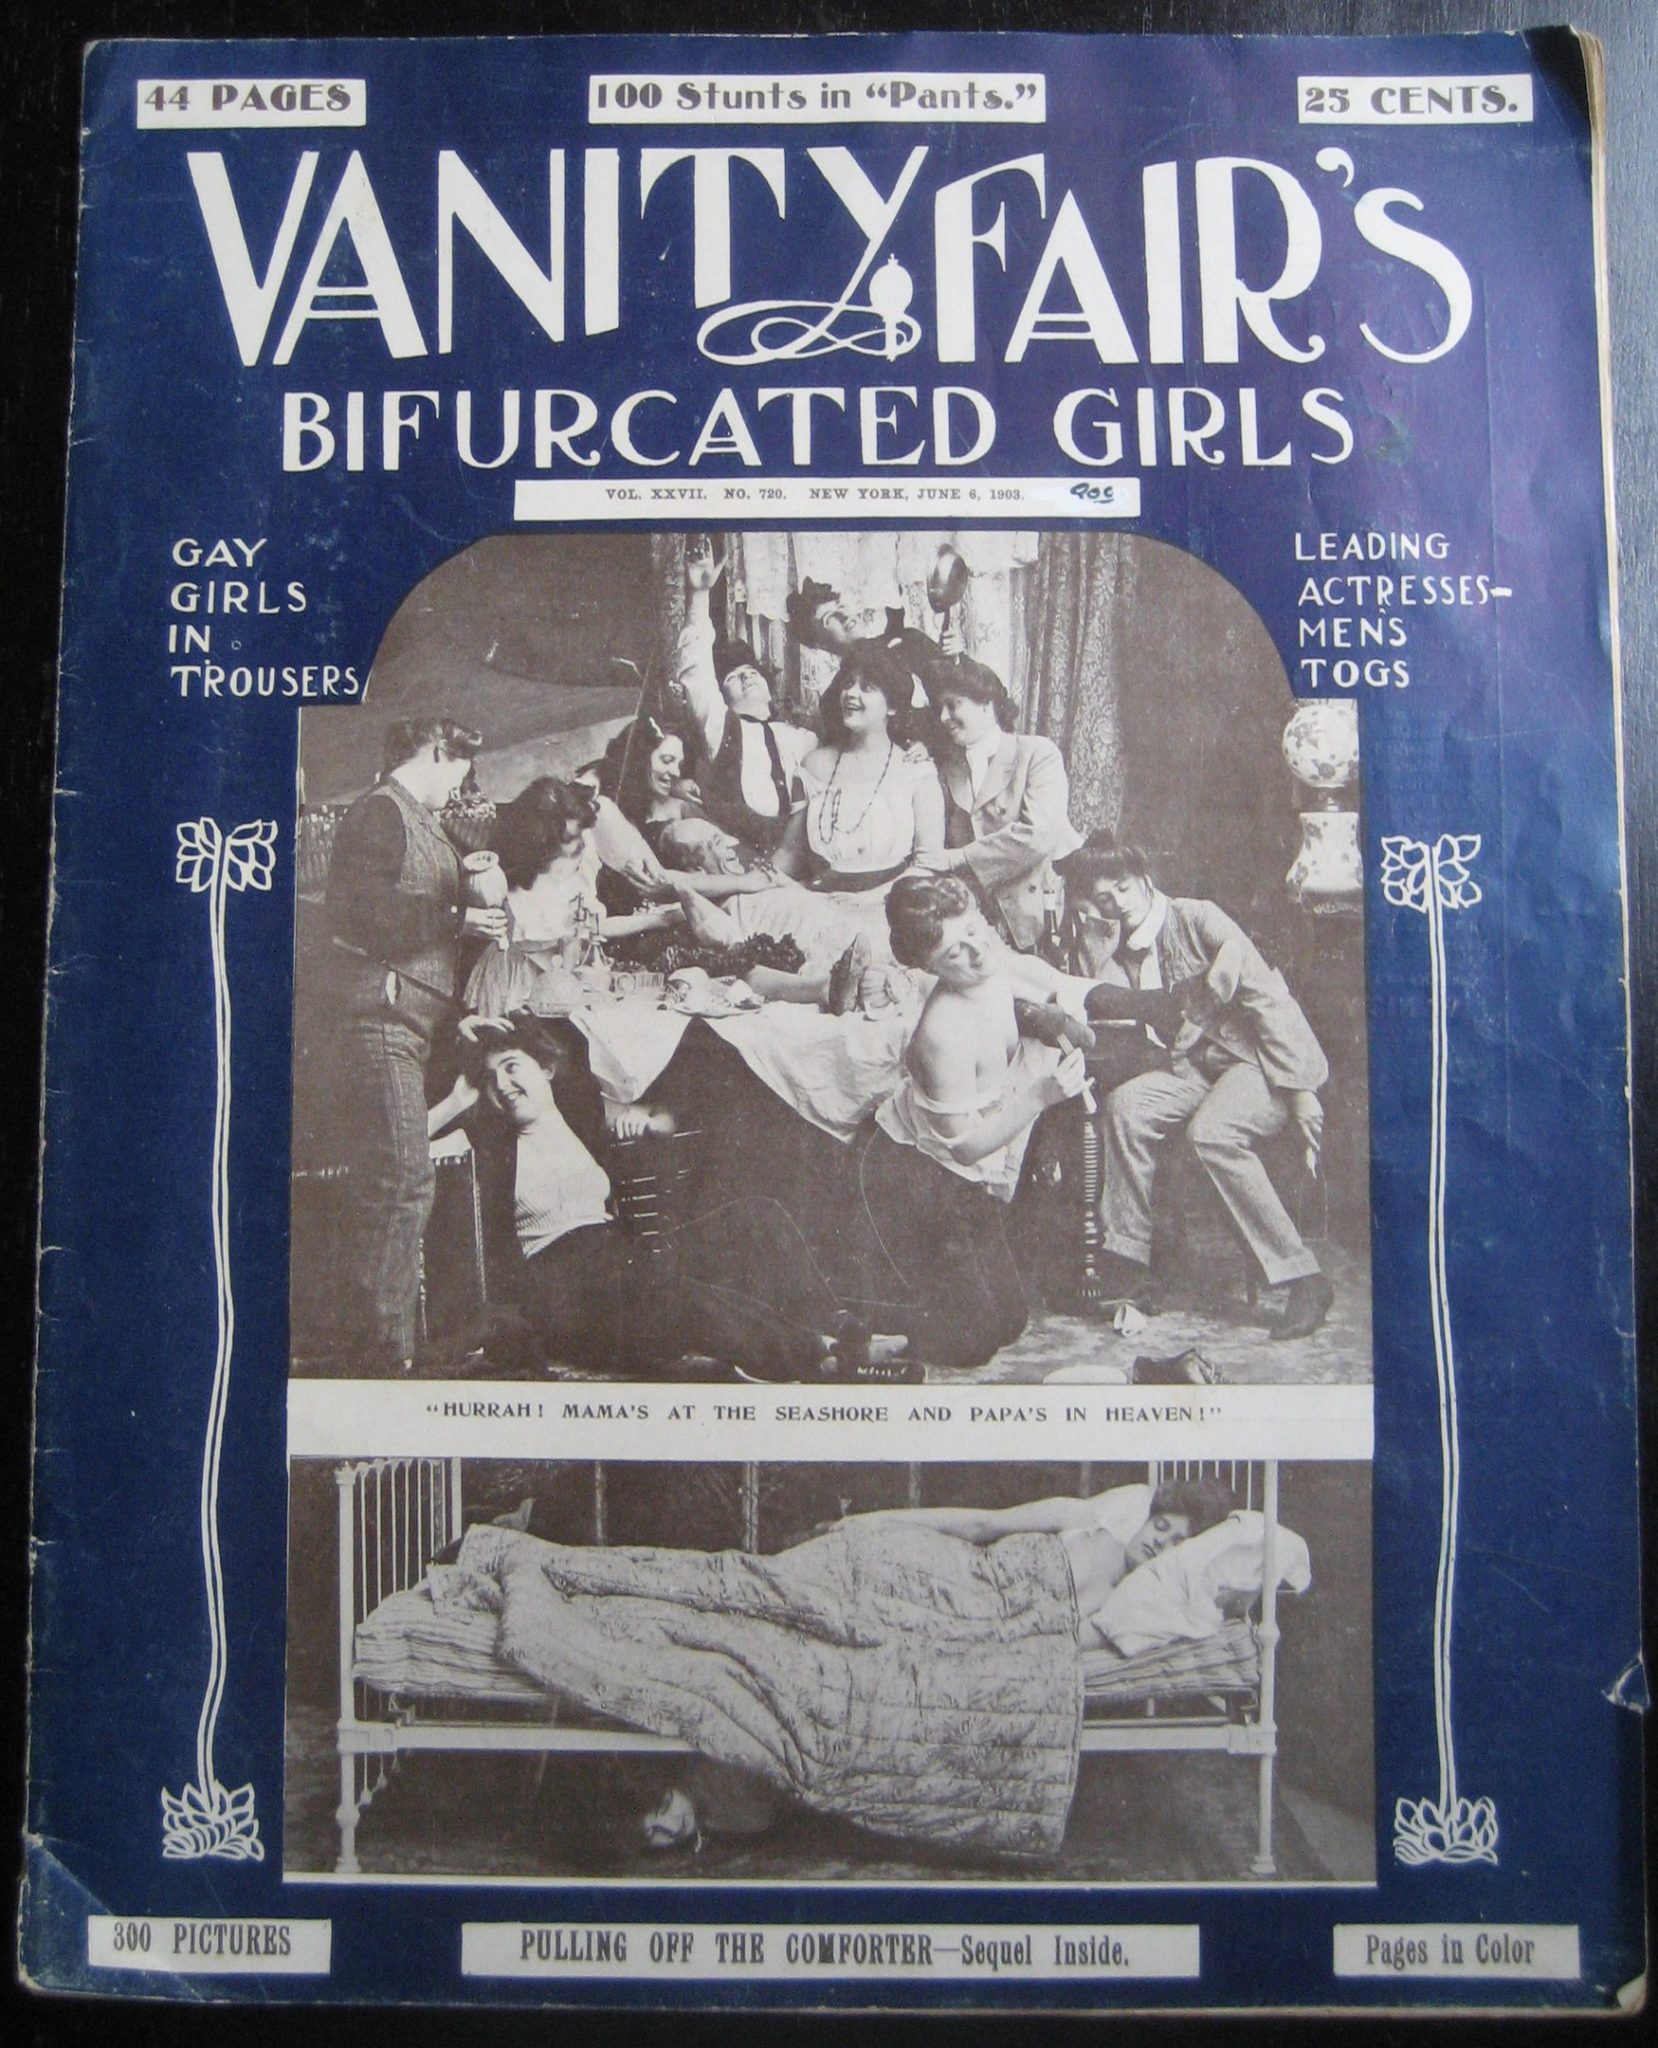 44 PAGES
100 Stunts in “Pants.”
25 CENTS.
VANITY FAIR'S
BIFURCATED GIRLS
VOL. XXVII. NO. 720. NEW YORK, JUNE 6, 1903.
GAY
GIRLS
IN
TROUSERS
LEADING
ACTRESSES-
MEN'S
TOGS
“HURRAH! MAMA'S AT THE SEASHORE AND PAPA'S IN HEAVEN!”
300 PICTURES
PULLING OFF THE COMFORTER—Sequel Inside.
Pages in Color